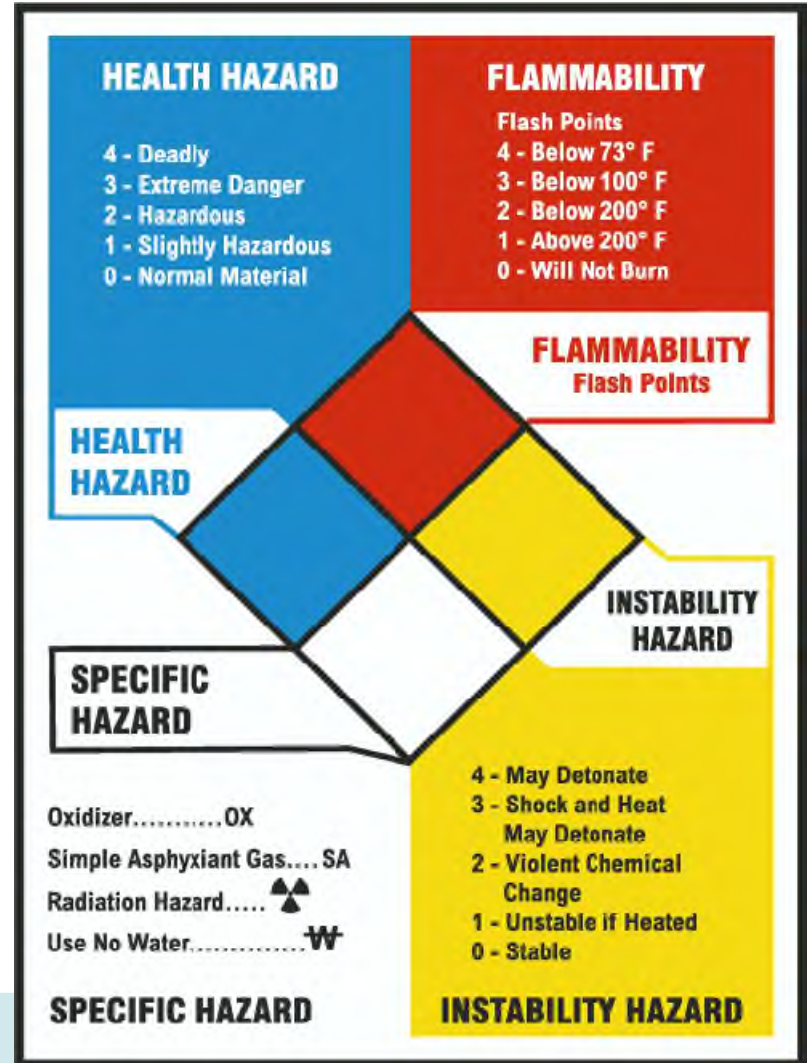 HEALTH HAZARD
4 - Deadly
3 - Extreme Danger
2 - Hazardous
1 - Slightly Hazardous
0 - Normal Material
FLAMMABILITY
Flash Points
4 - Below 73° F
3 - Below 100° F
2 - Below 200° F
1 - Above 200° F
0 - Will Not Burn
FLAMMABILITY
Flash Points
HEALTH
HAZARD
INSTABILITY
HAZARD
SPECIFIC
HAZARD
Oxidizer...........OX
Simple Asphyxiant Gas....SA
Radiation Hazard.....
Use No Water..............W
SPECIFIC HAZARD
4 - May Detonate
3 - Shock and Heat
May Detonate
2 - Violent Chemical
Change
1 - Unstable if Heated
0 - Stable
INSTABILITY HAZARD